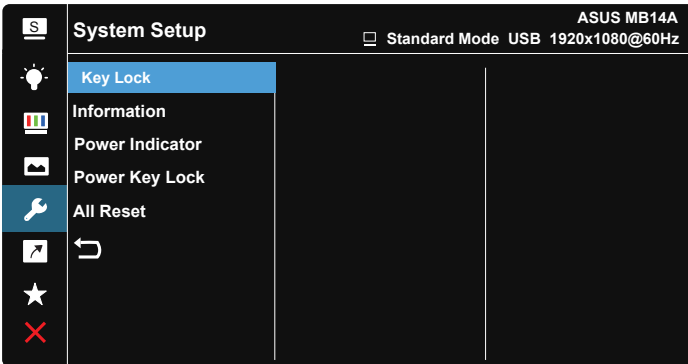 S
System Setup
ASUS MB14A
Standard Mode USB 1920x1080@60Hz
Key Lock
Information
Power Indicator
Power Key Lock
All Reset